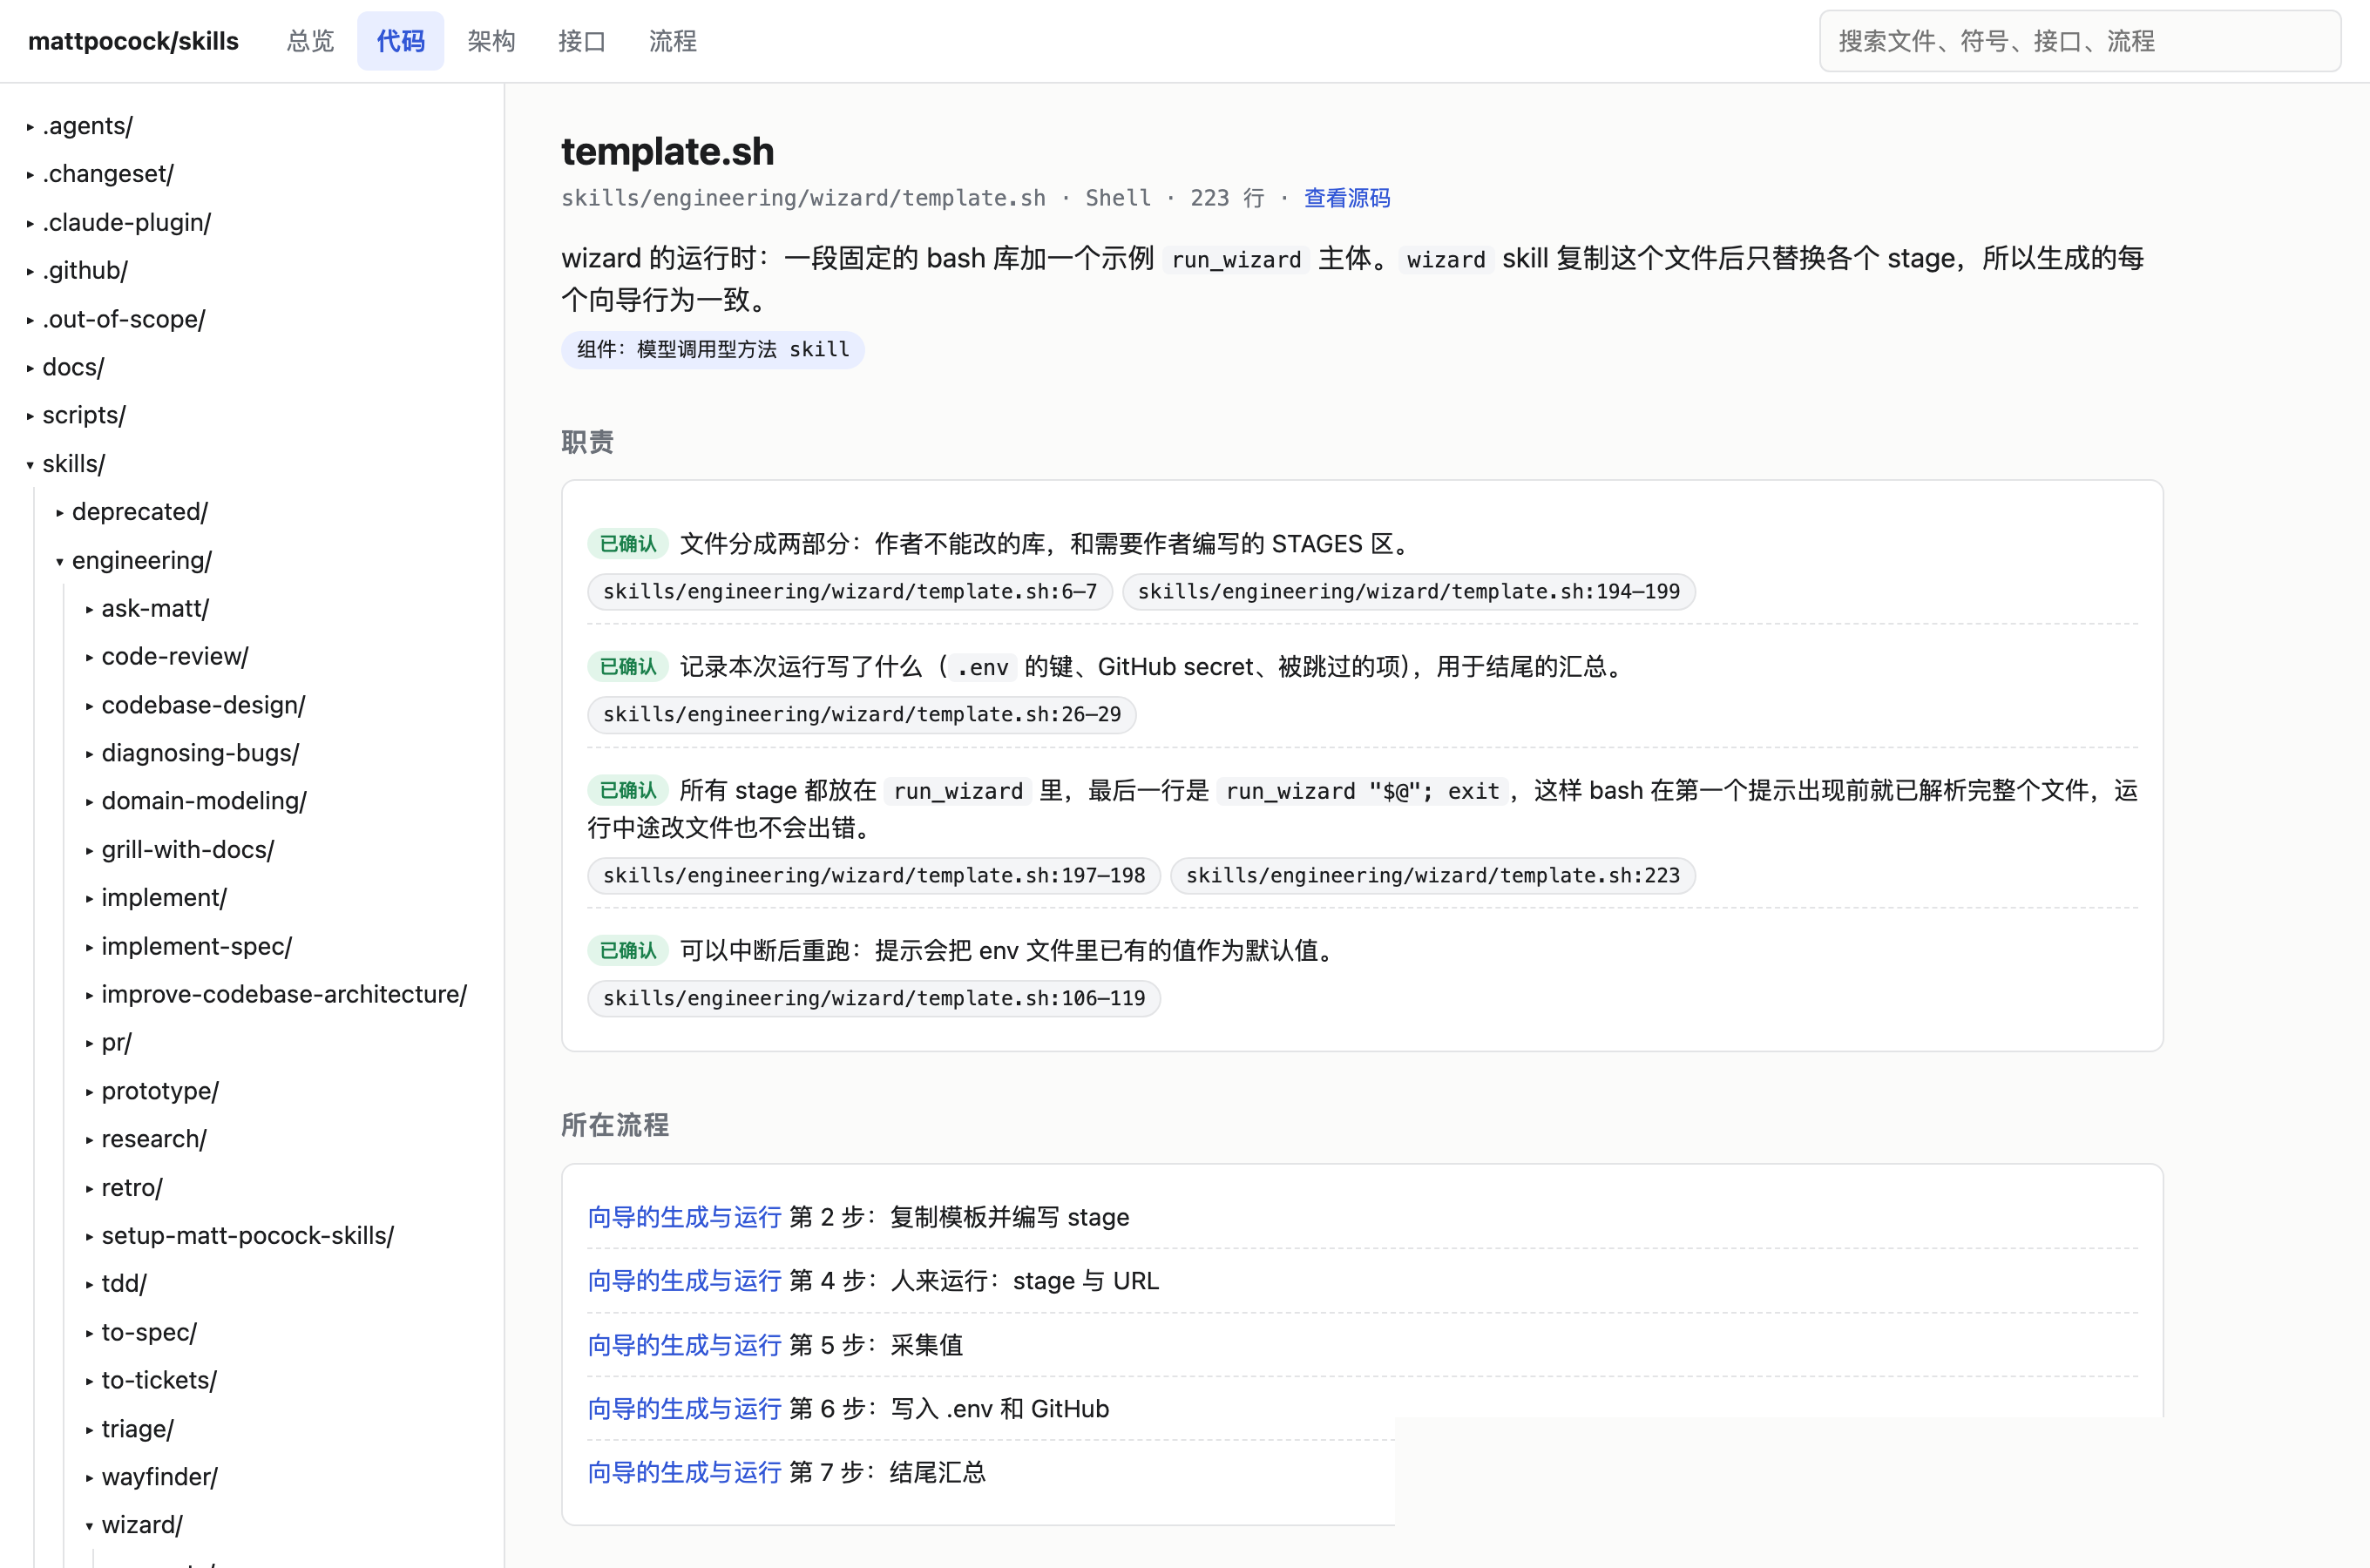 mattpocock/skills 总览 代码 架构 接口 流程 搜索文件、符号、接口、流程
.agents/
.changeset/
.claude-plugin/
.github/
.out-of-scope/
docs/
scripts/
skills/
deprecated/
engineering/
ask-matt/
code-review/
codebase-design/
diagnosing-bugs/
domain-modeling/
grill-with-docs/
implement/
implement-spec/
improve-codebase-architecture/
pr/
prototype/
research/
retro/
setup-matt-pocock-skills/
tdd/
to-spec/
to-tickets/
triage/
wayfinder/
wizard/
template.sh
skills/engineering/wizard/template.sh · Shell · 223 行 · 查看源码
wizard 的运行时：一段固定的 bash 库加一个示例 run_wizard 主体。wizard skill 复制这个文件后只替换各个 stage，所以生成的每
个向导行为一致。
组件：模型调用型方法 skill
职责
已确认 文件分成两部分：作者不能改的库，和需要作者编写的 STAGES 区。
skills/engineering/wizard/template.sh:6–7 skills/engineering/wizard/template.sh:194–199
已确认 记录本次运行写了什么（.env 的键、GitHub secret、被跳过的项），用于结尾的汇总。
skills/engineering/wizard/template.sh:26–29
已确认 所有 stage 都放在 run_wizard 里，最后一行是 run_wizard "$@"; exit，这样 bash 在第一个提示出现前就已解析完整个文件，运
行中途改文件也不会出错。
skills/engineering/wizard/template.sh:197–198 skills/engineering/wizard/template.sh:223
已确认 可以中断后重跑：提示会把 env 文件里已有的值作为默认值。
skills/engineering/wizard/template.sh:106–119
所在流程
向导的生成与运行 第 2 步：复制模板并编写 stage
向导的生成与运行 第 4 步：人来运行：stage 与 URL
向导的生成与运行 第 5 步：采集值
向导的生成与运行 第 6 步：写入 .env 和 GitHub
向导的生成与运行 第 7 步：结尾汇总